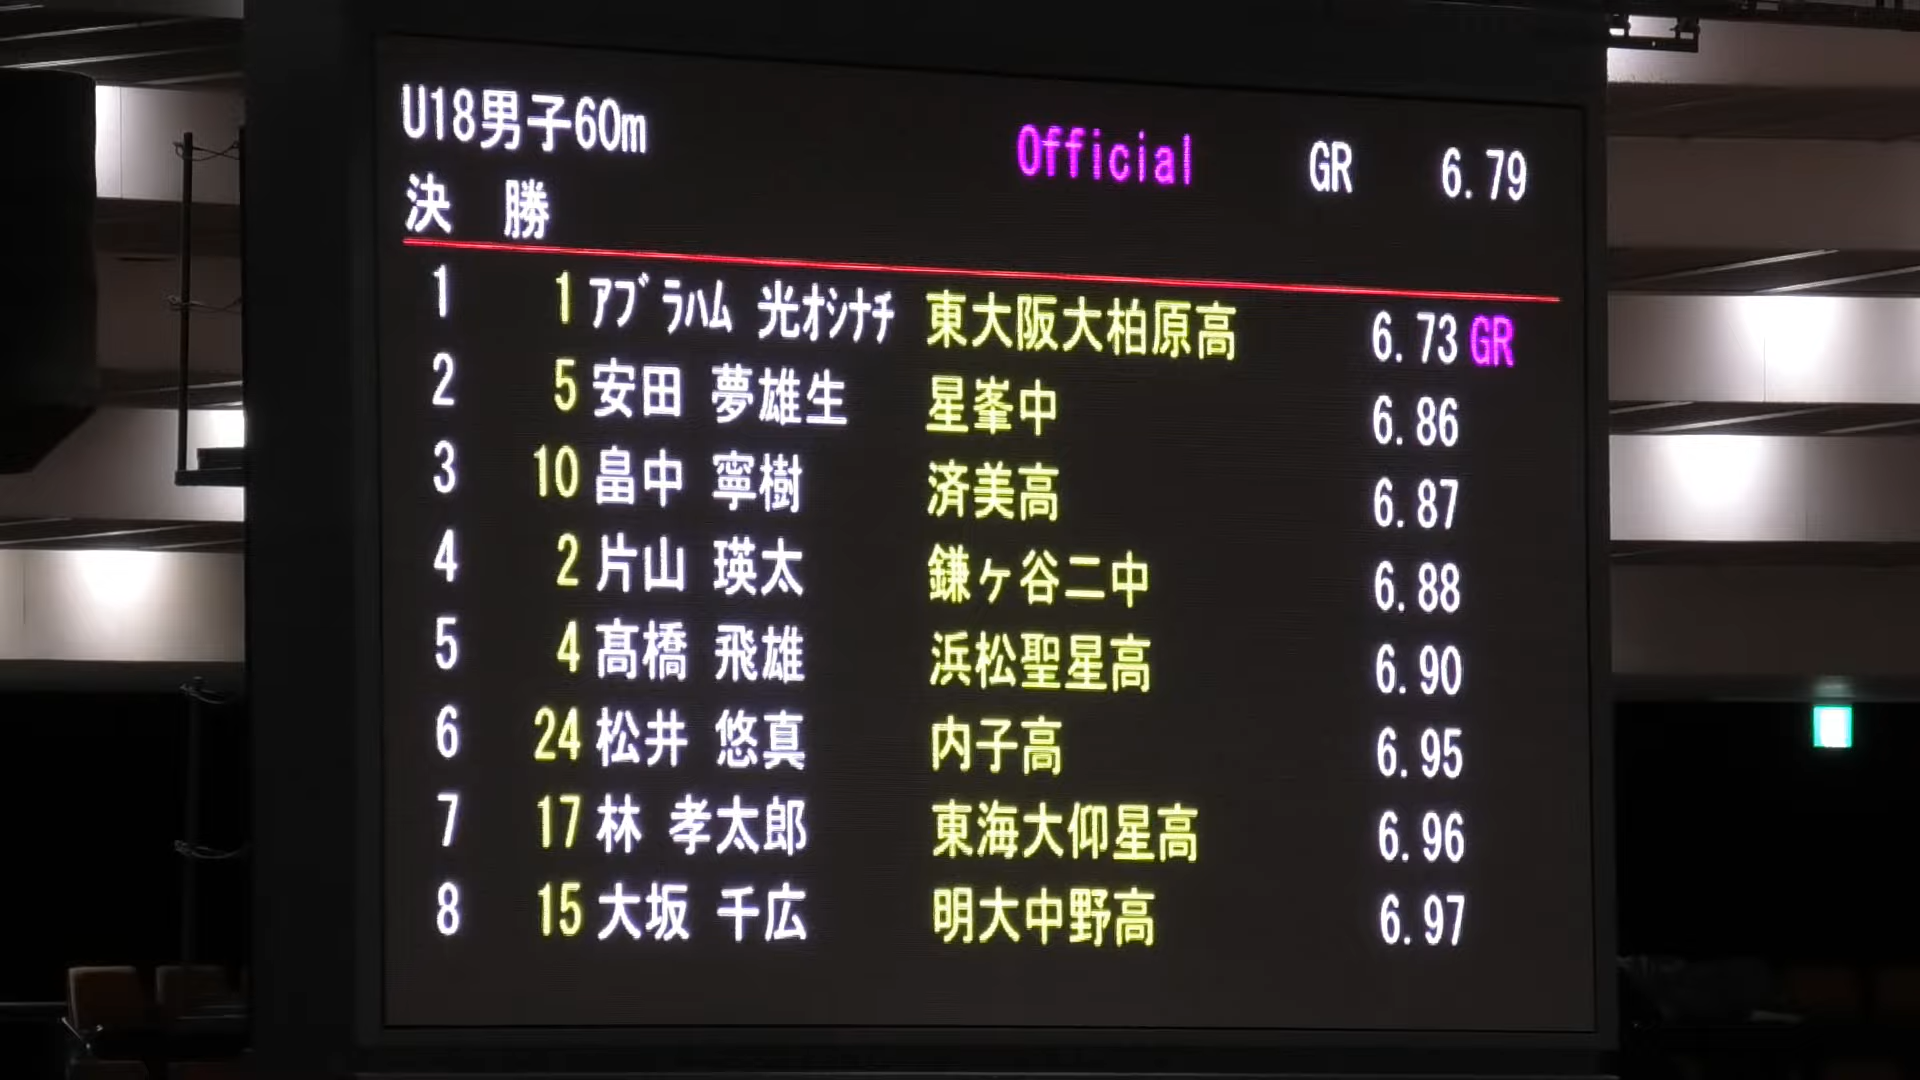 U18男子60m Official GR 6.79
決 勝
1 1 ｱﾌﾞﾗﾊﾑ 光ｵｼﾅﾁ 東大阪大柏原高 6.73 GR
2 5 安田 夢雄生 星峯中 6.86
3 10 畠中 寧樹 済美高 6.87
4 2 片山 瑛太 鎌ヶ谷二中 6.88
5 4 髙橋 飛雄 浜松聖星高 6.90
6 24 松井 悠真 内子高 6.95
7 17 林 孝太郎 東海大仰星高 6.96
8 15 大坂 千広 明大中野高 6.97